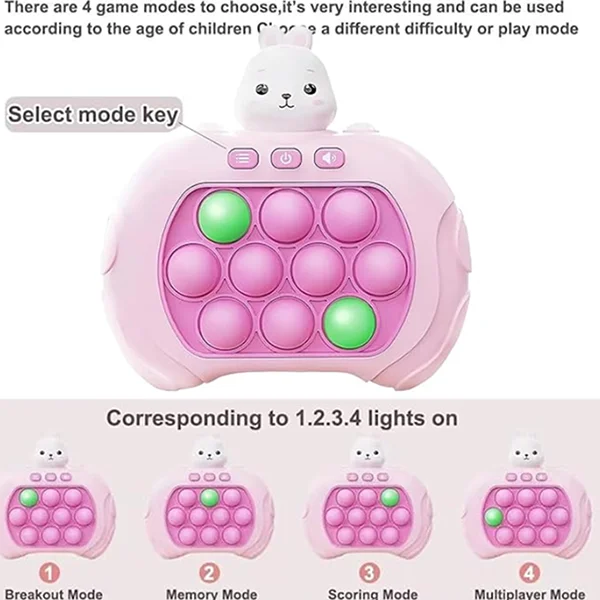 There are 4 game modes to choose,it's very interesting and can be used
according to the age of children Choose a different difficulty or play mode
Select mode key
Corresponding to 1.2.3.4 lights on
1 2 3 4
Breakout Mode Memory Mode Scoring Mode Multiplayer Mode